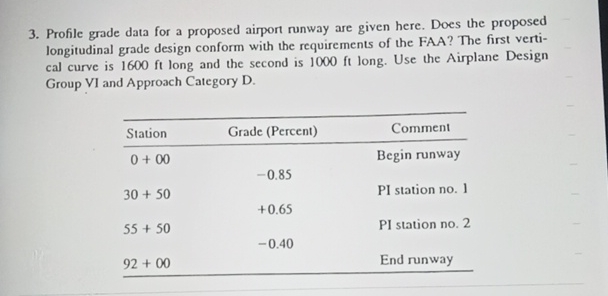 3. Profile grade data for a proposed airport runway are given here. Does the proposed
longitudinal grade design conform with the requirements of the FAA? The first verti-
cal curve is 1600 ft long and the second is 1000 ft long. Use the Airplane Design
Group VI and Approach Category D.
Station Grade (Percent) Comment
0 + 00 Begin runway
−0.85
30 + 50 PI station no. 1
+0.65
55 + 50 PI station no. 2
−0.40
92 + 00 End runway